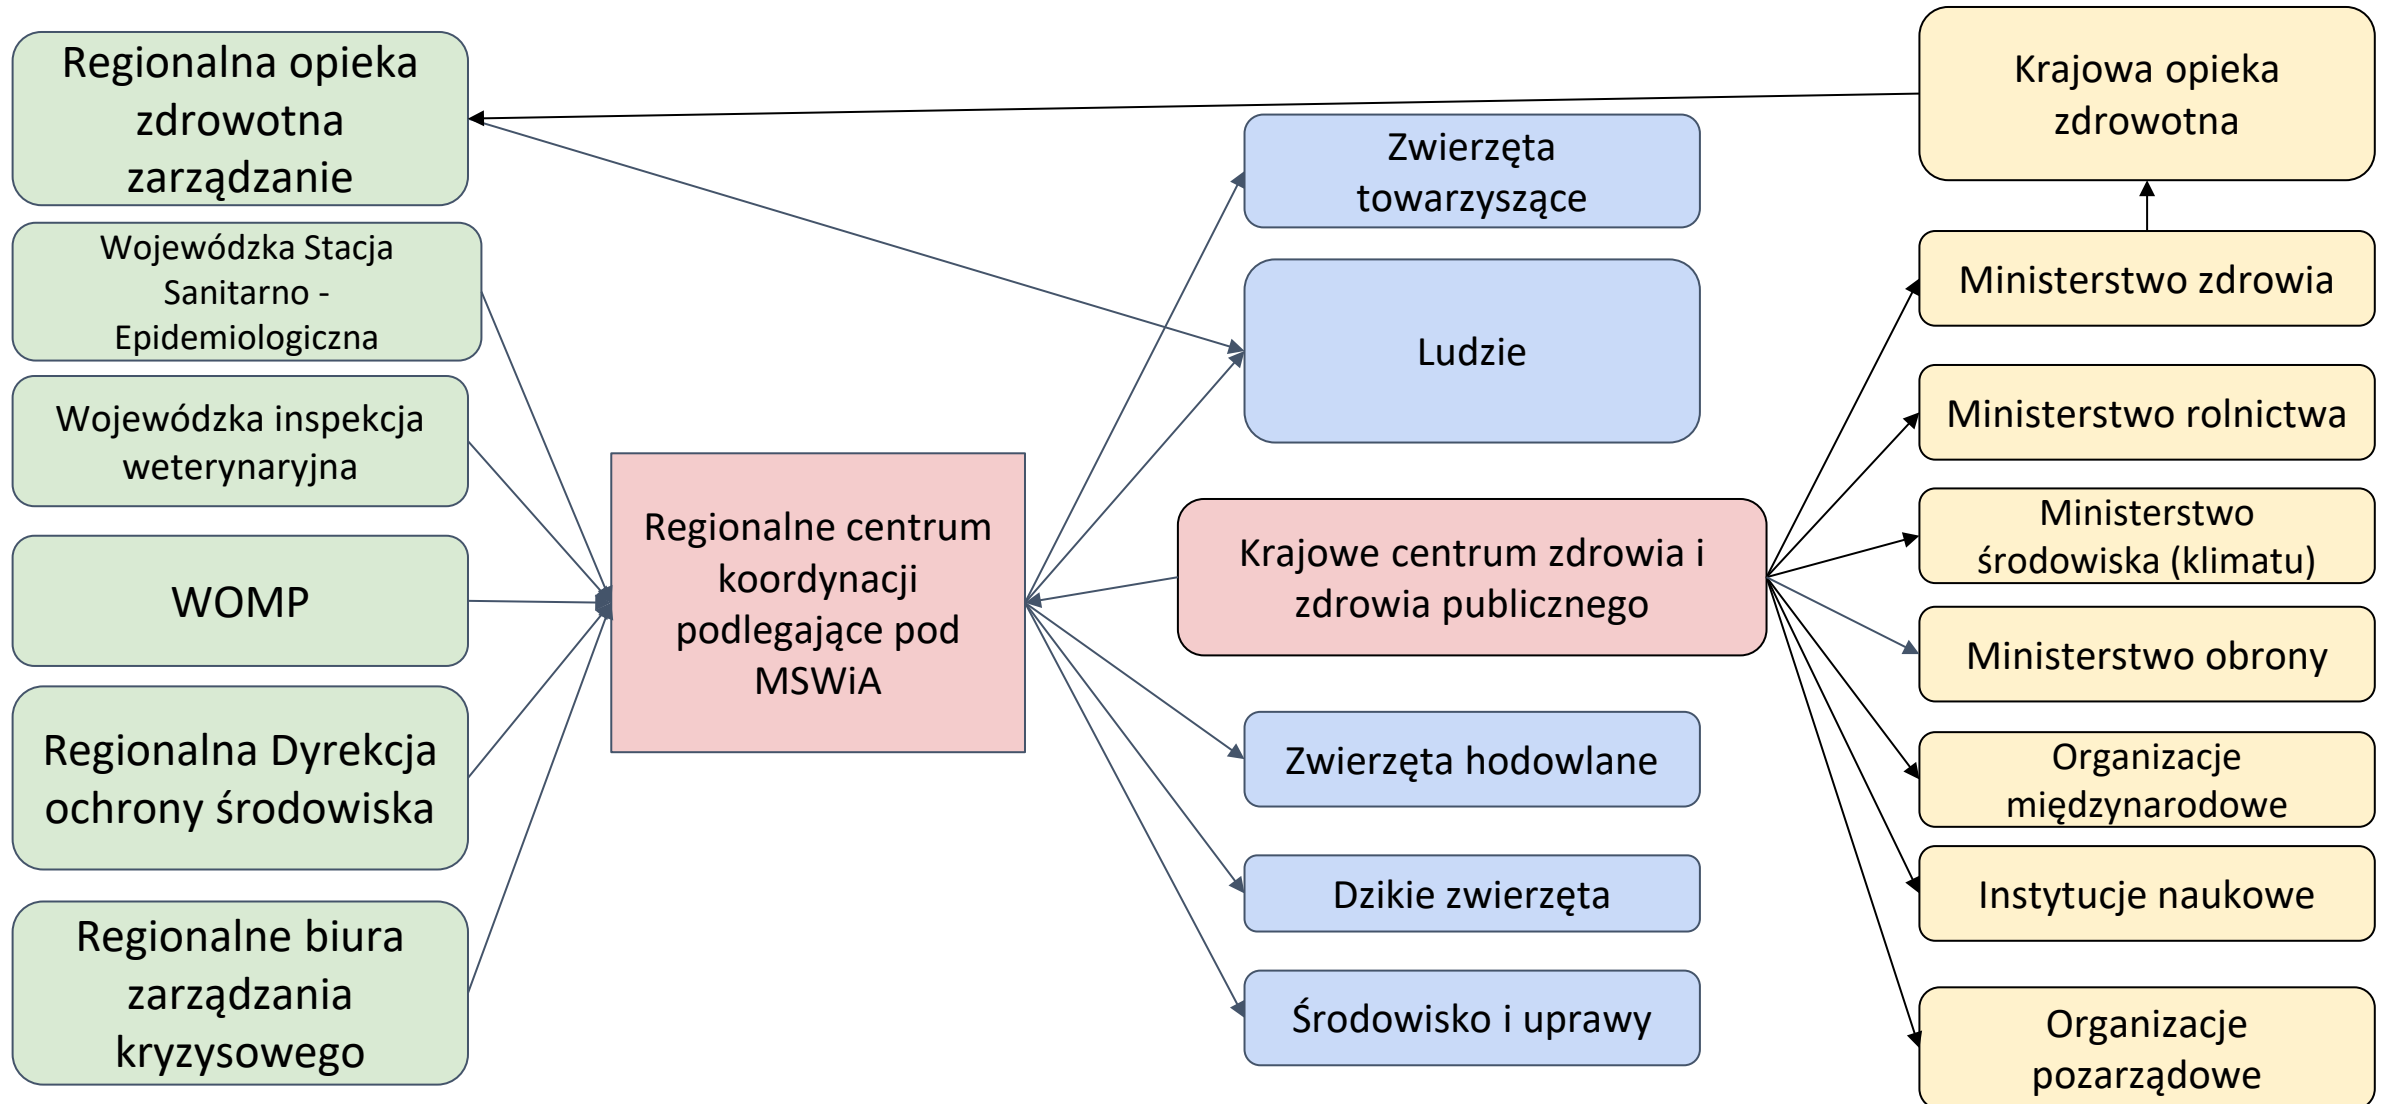 Regionalna opieka
zdrowotna
zarządzanie
Wojewódzka Stacja
Sanitarno -
Epidemiologiczna
Wojewódzka inspekcja
weterynaryjna
WOMP
Regionalna Dyrekcja
ochrony środowiska
Regionalne biura
zarządzania
kryzysowego
Regionalne centrum
koordynacji
podlegające pod
MSWiA
Zwierzęta
towarzyszące
Ludzie
Krajowe centrum zdrowia i
zdrowia publicznego
Zwierzęta hodowlane
Dzikie zwierzęta
Środowisko i uprawy
Krajowa opieka
zdrowotna
Ministerstwo zdrowia
Ministerstwo rolnictwa
Ministerstwo
środowiska (klimatu)
Ministerstwo obrony
Organizacje
międzynarodowe
Instytucje naukowe
Organizacje
pozarządowe